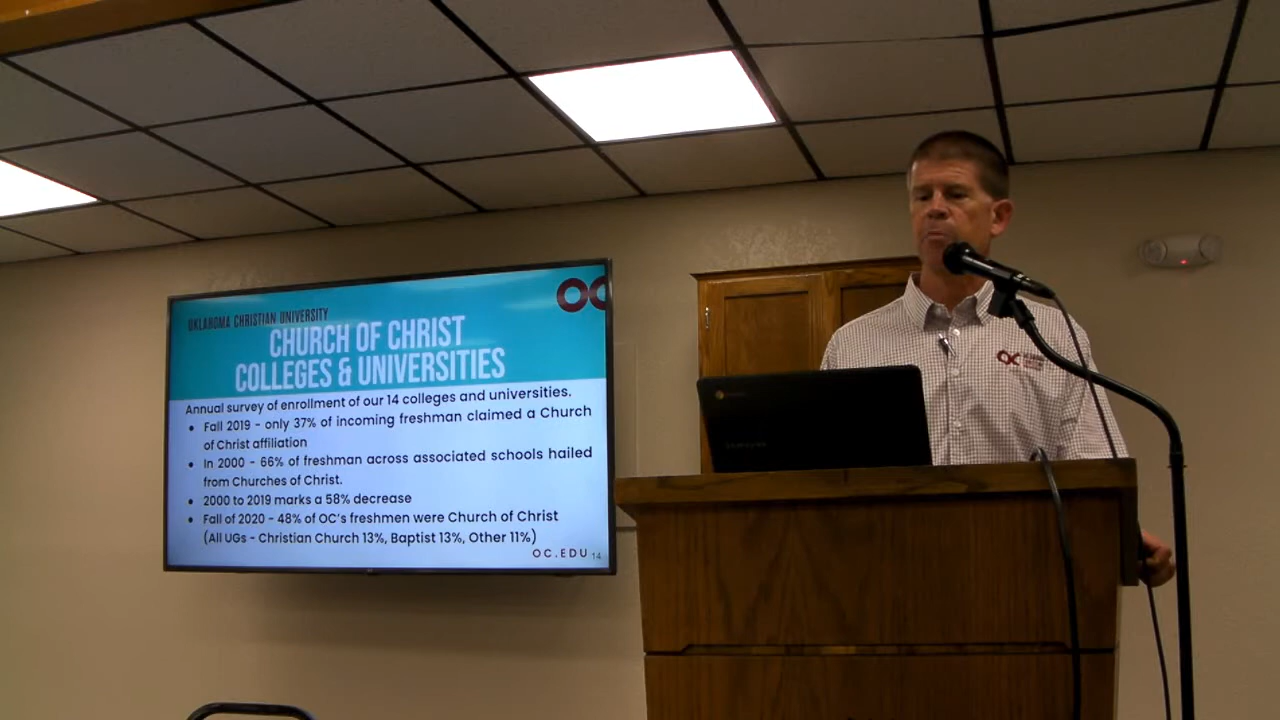 OC
OKLAHOMA CHRISTIAN UNIVERSITY
CHURCH OF CHRIST
COLLEGES & UNIVERSITIES
Annual survey of enrollment of our 14 colleges and universities.
• Fall 2019 - only 37% of incoming freshman claimed a Church
of Christ affiliation
• In 2000 - 66% of freshman across associated schools hailed
from Churches of Christ.
• 2000 to 2019 marks a 58% decrease
• Fall of 2020 - 48% of OC's freshmen were Church of Christ
(All UGs - Christian Church 13%, Baptist 13%, Other 11%)
OC.EDU 14
OC
SAMSUNG